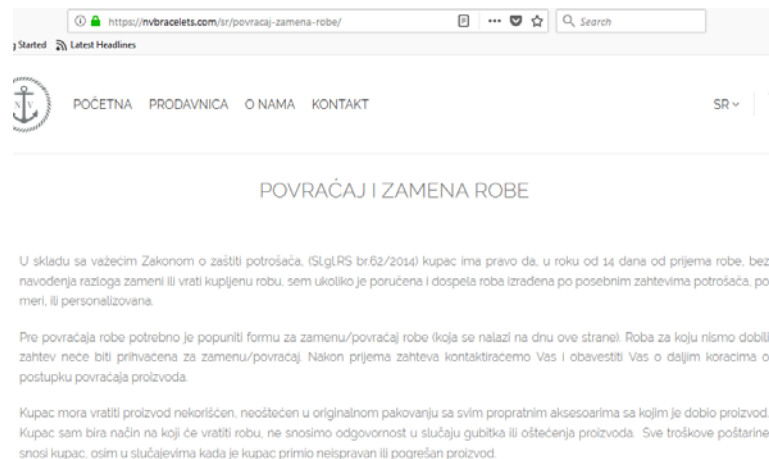 https://nvbracelets.com/sr/povracaj-zamena-robe/
Search
Started Latest Headlines
N V
POČETNA PRODAVNICA O NAMA KONTAKT SR
POVRAĆAJ I ZAMENA ROBE
U skladu sa važećim Zakonom o zaštiti potrošača, (Sl.gl.RS br.62/2014) kupac ima pravo da, u roku od 14 dana od prijema robe, bez
navođenja razloga zameni ili vrati kupljenu robu, sem ukoliko je poručena i dospela roba izrađena po posebnim zahtevima potrošača, po
meri, ili personalizovana.
Pre povraćaja robe potrebno je popuniti formu za zamenu/povraćaj robe (koja se nalazi na dnu ove strane). Roba za koju nismo dobili
zahtev neće biti prihvaćena za zamenu/povraćaj. Nakon prijema zahteva kontaktiraćemo Vas i obavestiti Vas o daljim koracima o
postupku povraćaja proizvoda.
Kupac mora vratiti proizvod nekorišćen, neoštećen u originalnom pakovanju sa svim propratnim aksesoarima sa kojim je dobio proizvod.
Kupac sam bira način na koji će vratiti robu, ne snosimo odgovornost u slučaju gubitka ili oštećenja proizvoda. Sve troškove poštarine
snosi kupac, osim u slučajevima kada je kupac primio neispravan ili pogrešan proizvod.